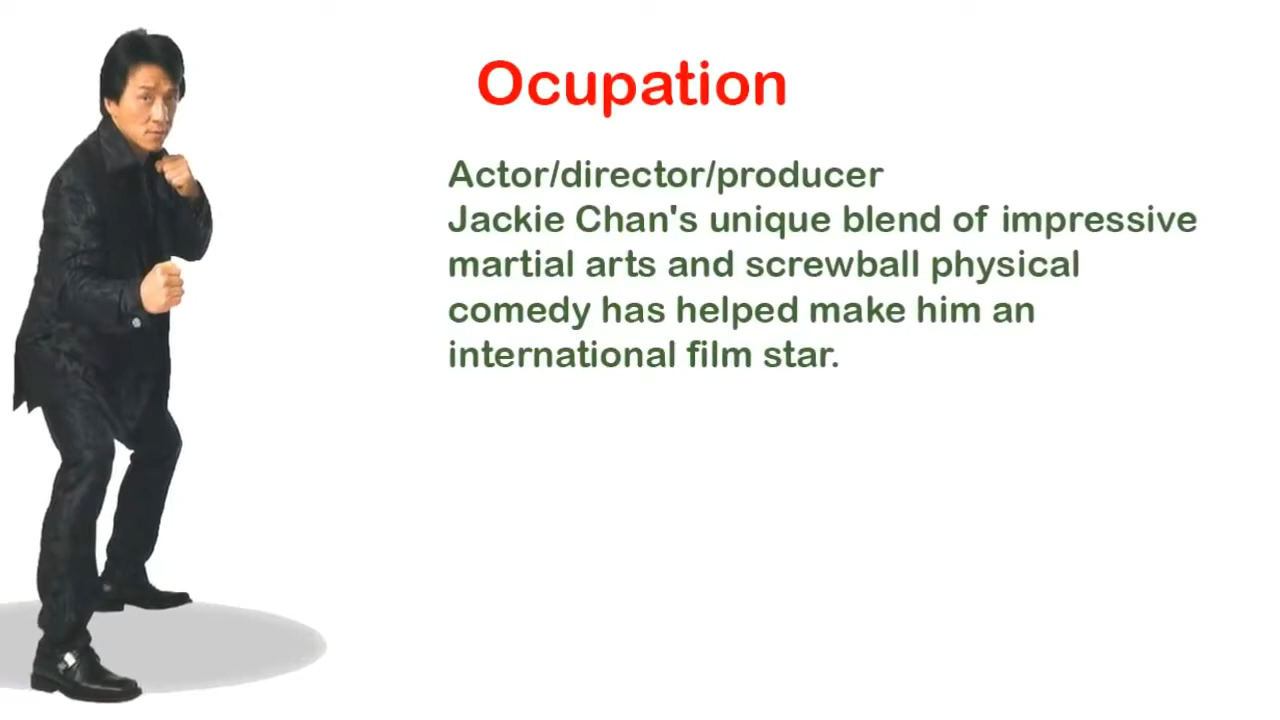 Ocupation
Actor/director/producer
Jackie Chan's unique blend of impressive
martial arts and screwball physical
comedy has helped make him an
international film star.